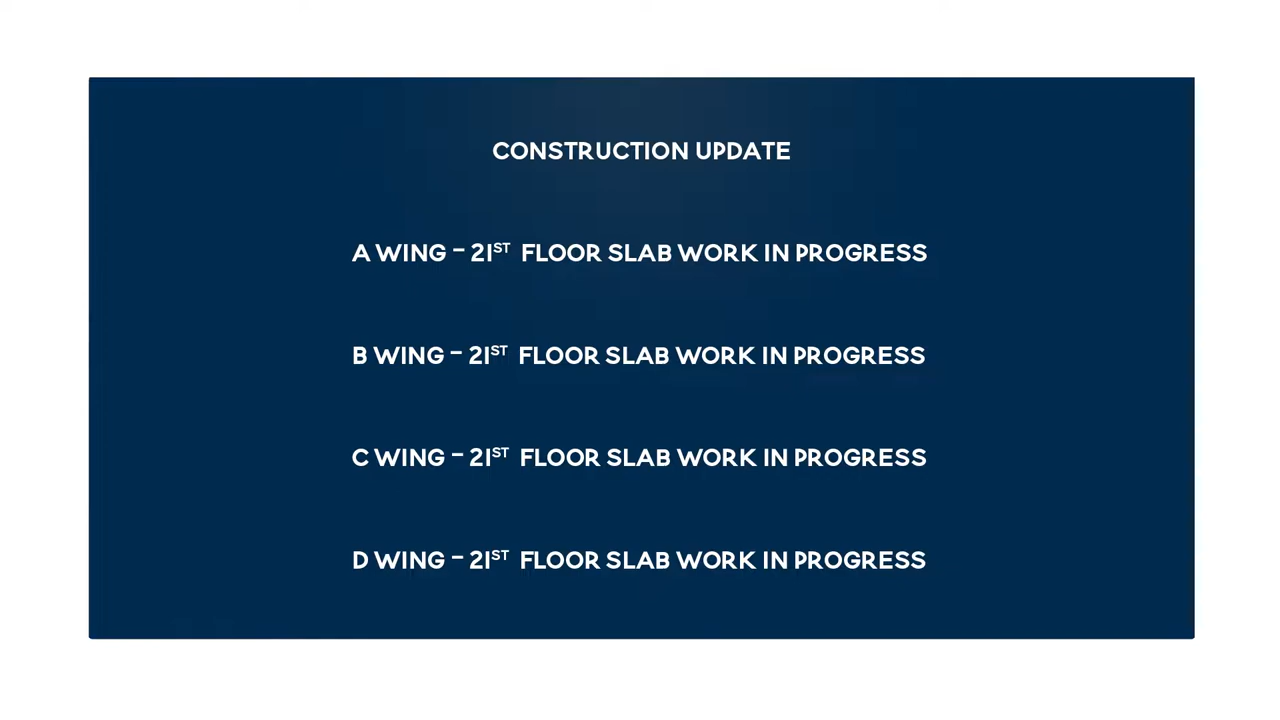 CONSTRUCTION UPDATE
A WING – 21ST FLOOR SLAB WORK IN PROGRESS
B WING – 21ST FLOOR SLAB WORK IN PROGRESS
C WING – 21ST FLOOR SLAB WORK IN PROGRESS
D WING – 21ST FLOOR SLAB WORK IN PROGRESS